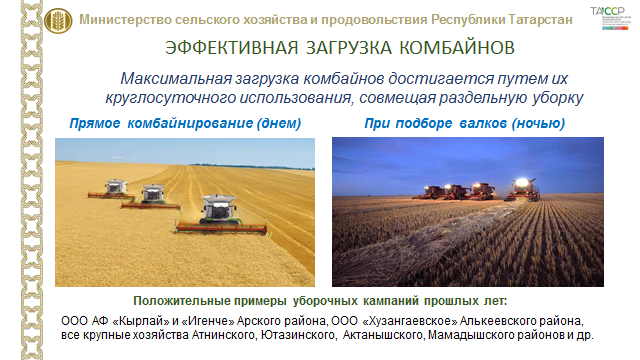 Министерство сельского хозяйства и продовольствия Республики Татарстан
ТАССР
ЭФФЕКТИВНАЯ ЗАГРУЗКА КОМБАЙНОВ
Максимальная загрузка комбайнов достигается путем их
круглосуточного использования, совмещая раздельную уборку
Прямое комбайнирование (днем)
При подборе валков (ночью)
Положительные примеры уборочных кампаний прошлых лет:
ООО АФ «Кырлай» и «Игенче» Арского района, ООО «Хузангаевское» Алькеевского района,
все крупные хозяйства Атнинского, Ютазинского, Актанышского, Мамадышского районов и др.